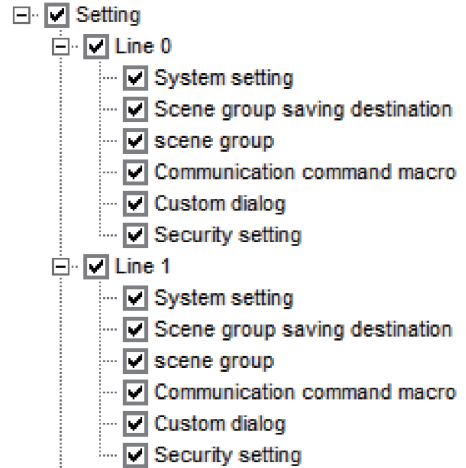 Setting
Line 0
System setting
Scene group saving destination
scene group
Communication command macro
Custom dialog
Security setting
Line 1
System setting
Scene group saving destination
scene group
Communication command macro
Custom dialog
Security setting